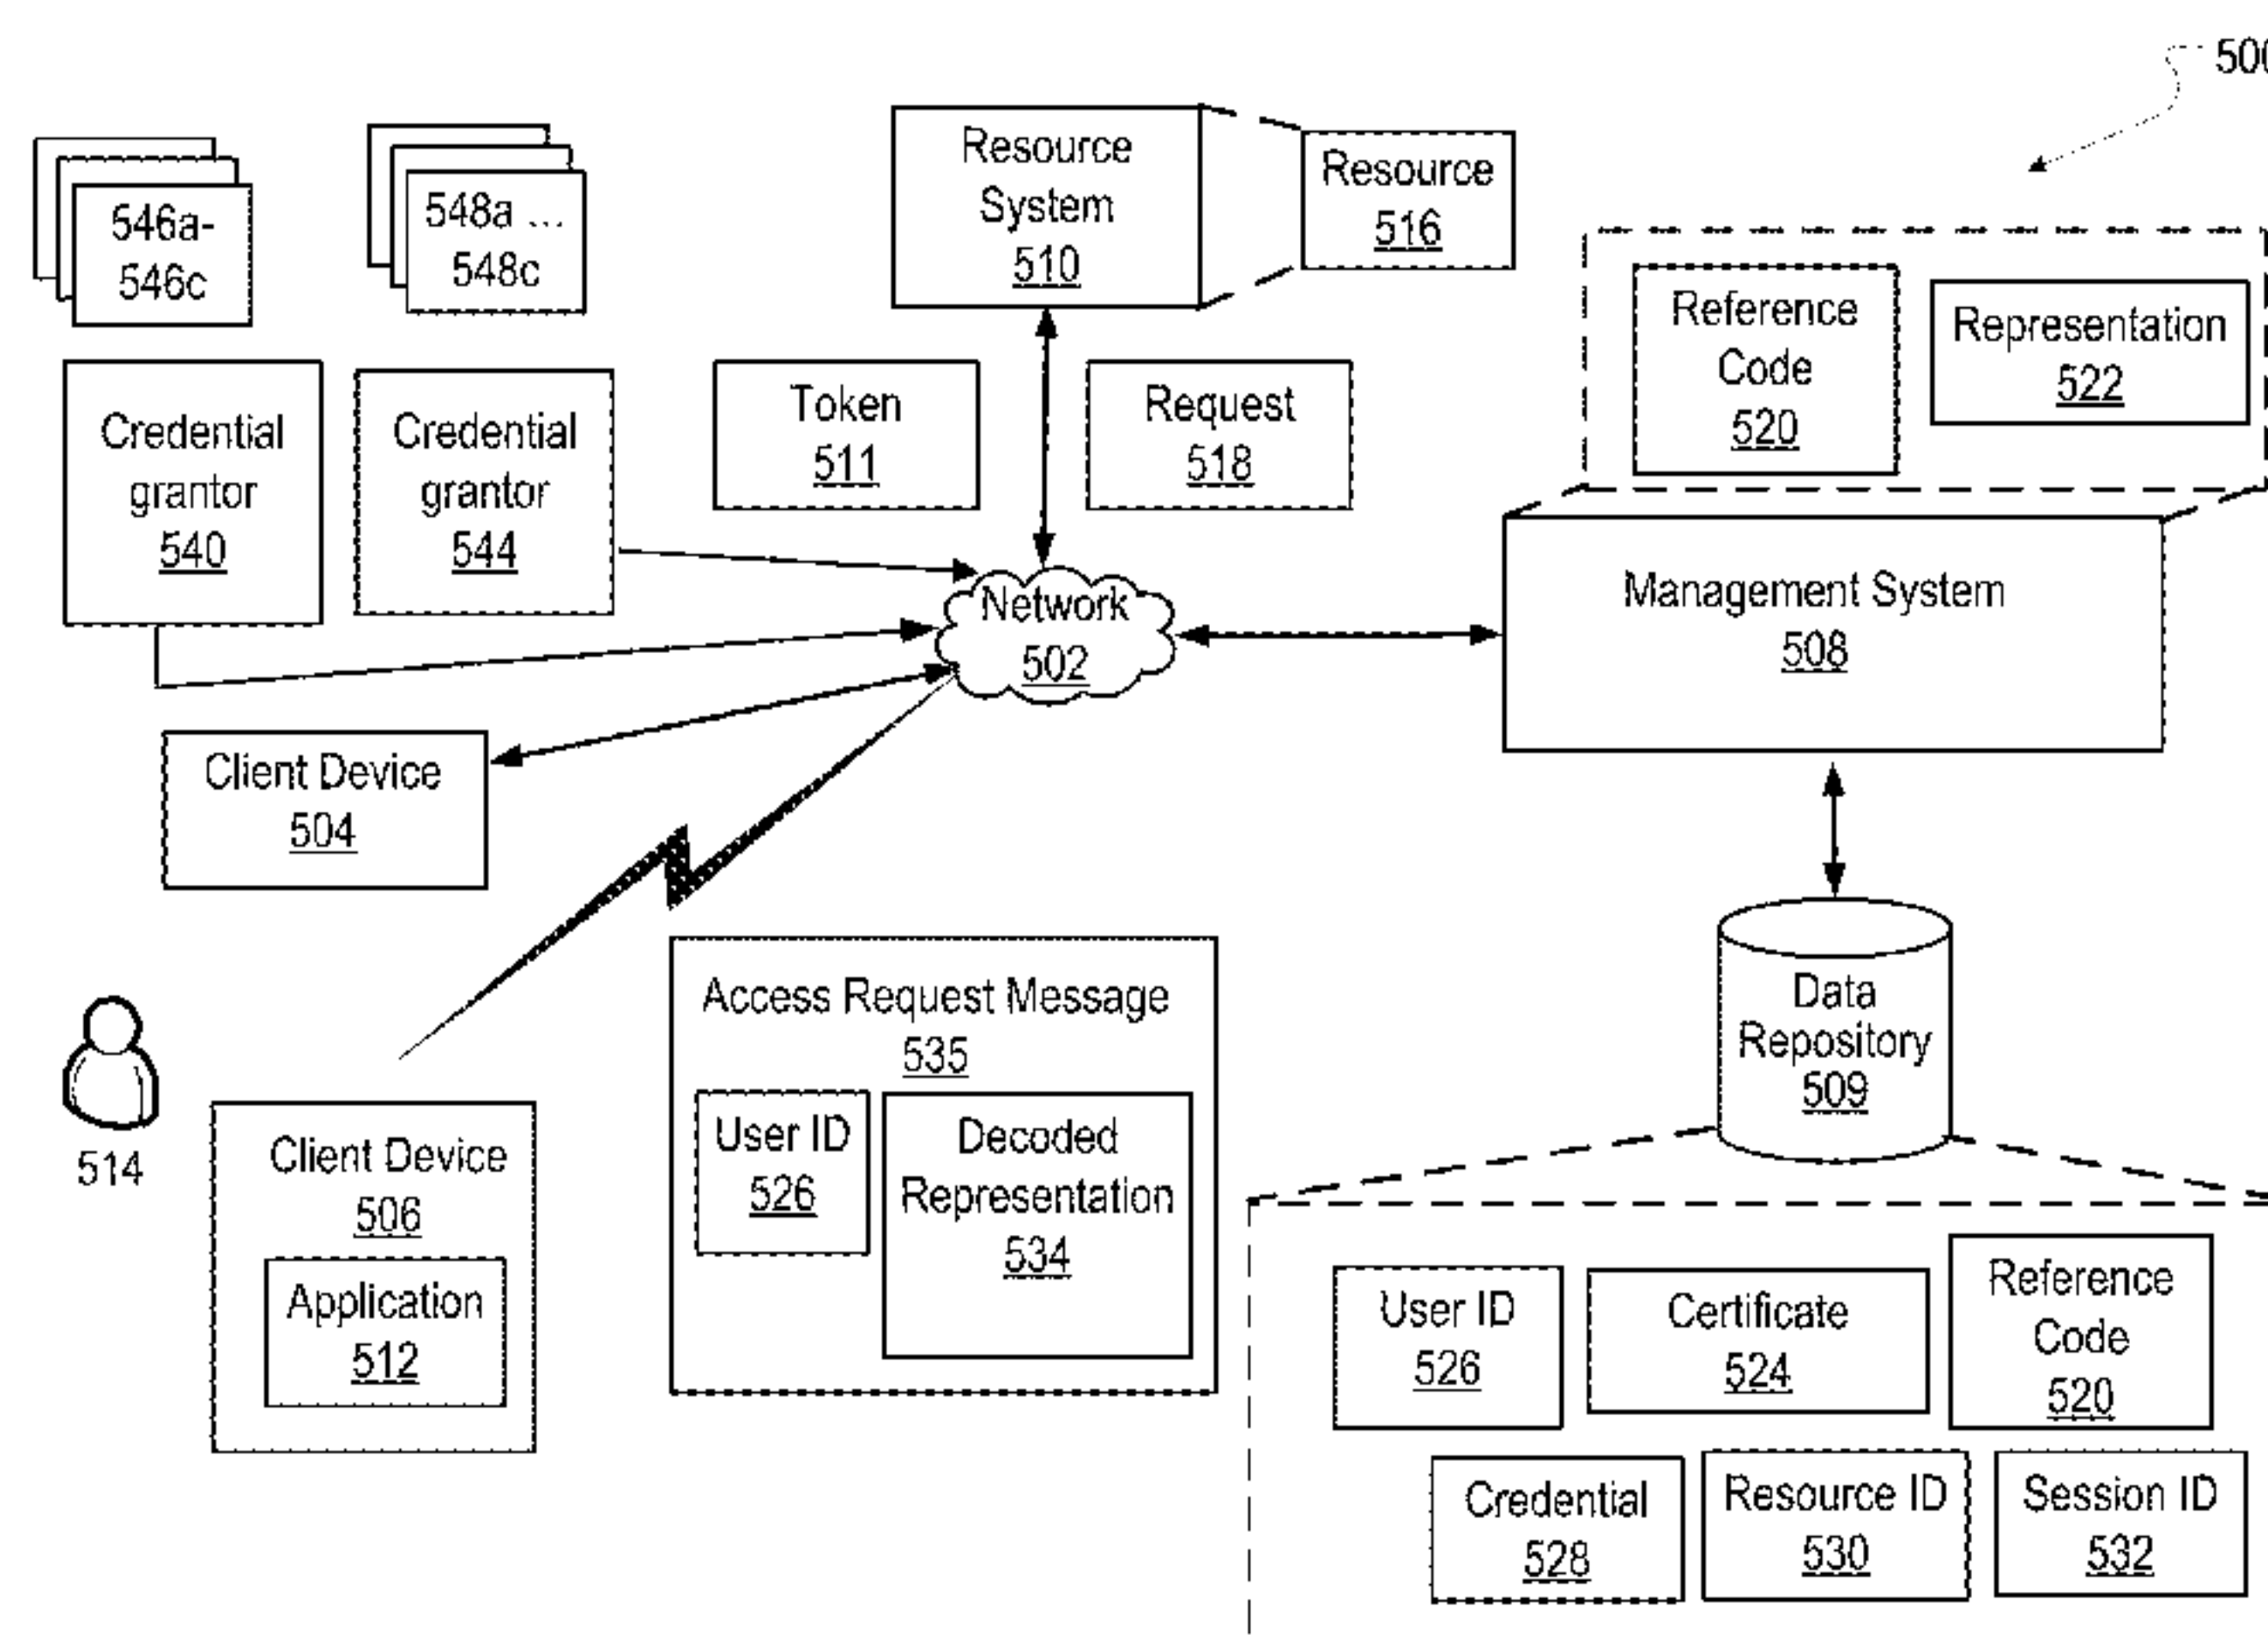 500
546a-
546c
548a ...
548c
Resource
System
510
Resource
516
Reference
Code
520
Representation
522
Credential
grantor
540
Credential
grantor
544
Token
511
Request
518
Network
502
Management System
508
Client Device
504
Data
Repository
509
514
Client Device
506
Application
512
Access Request Message
535
User ID
526
Decoded
Representation
534
User ID
526
Certificate
524
Reference
Code
520
Credential
528
Resource ID
530
Session ID
532